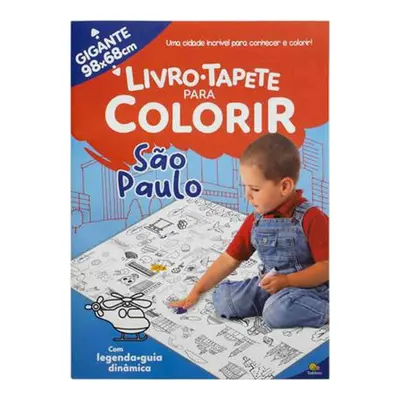 GIGANTE
98x68cm
Uma cidade incrível para conhecer e colorir!
LIVRO•TAPETE
PARA
COLORIR
São
Paulo
Com
legenda•guia
dinâmica